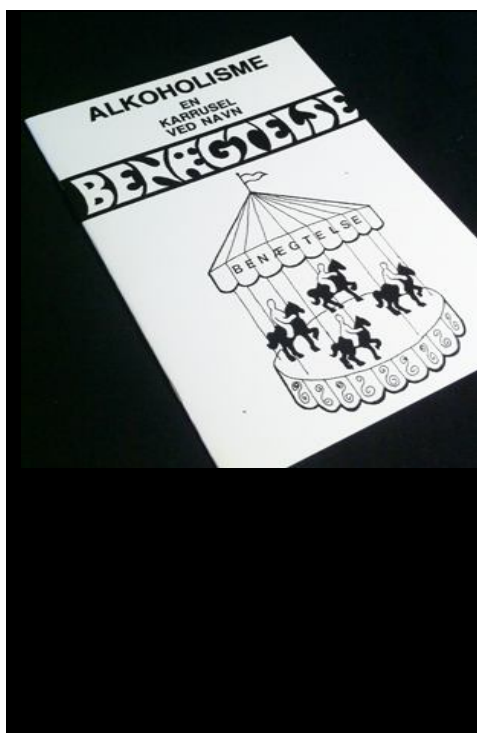 ALKOHOLISME
EN
KARRUSEL
VED NAVN
BENÆGTELSE
BENÆGTELSE